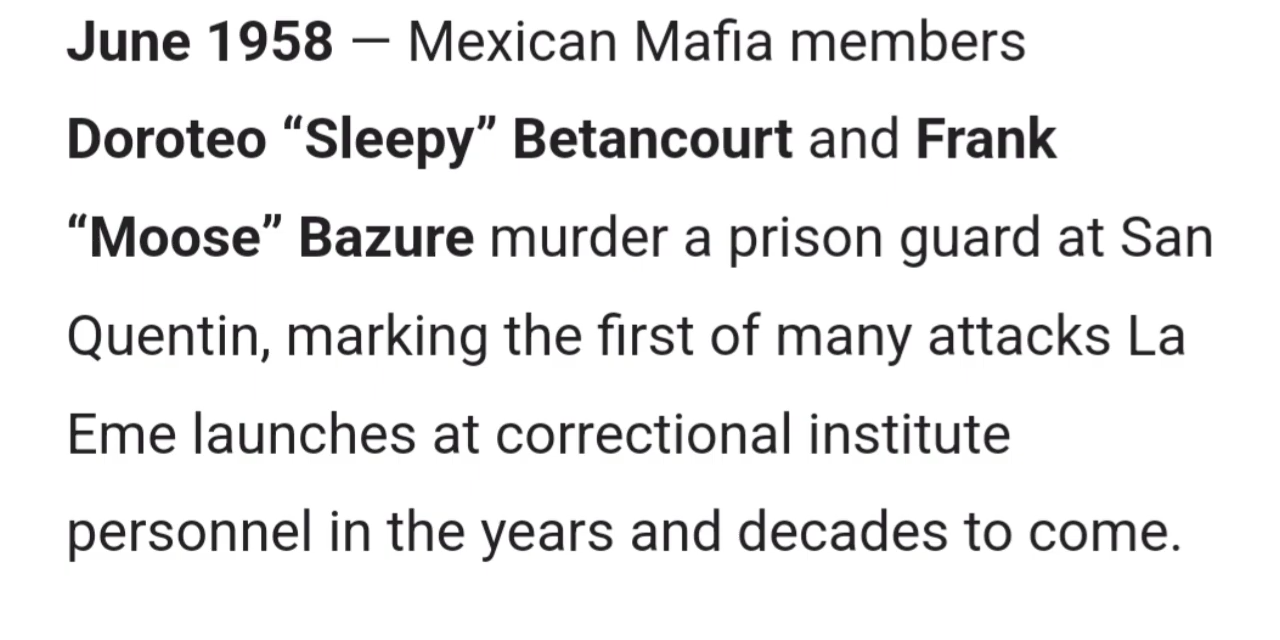 June 1958 — Mexican Mafia members
Doroteo “Sleepy” Betancourt and Frank
“Moose” Bazure murder a prison guard at San
Quentin, marking the first of many attacks La
Eme launches at correctional institute
personnel in the years and decades to come.